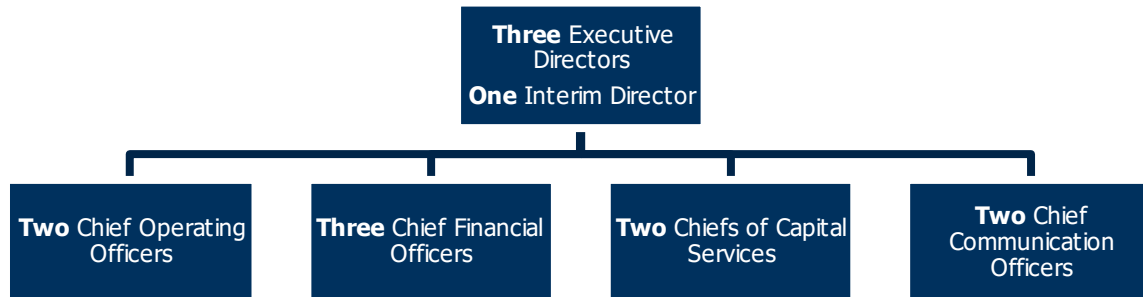 Three Executive
Directors
One Interim Director
Two Chief Operating
Officers
Three Chief Financial
Officers
Two Chiefs of Capital
Services
Two Chief
Communication
Officers